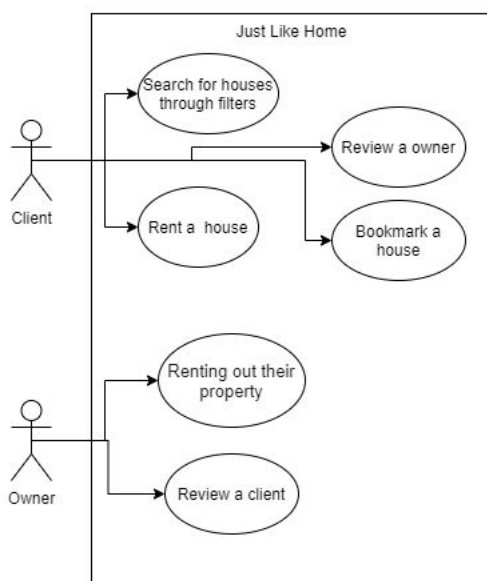 Just Like Home
Search for houses
through filters
Review a owner
Client
Rent a house
Bookmark a
house
Renting out their
property
Owner
Review a client